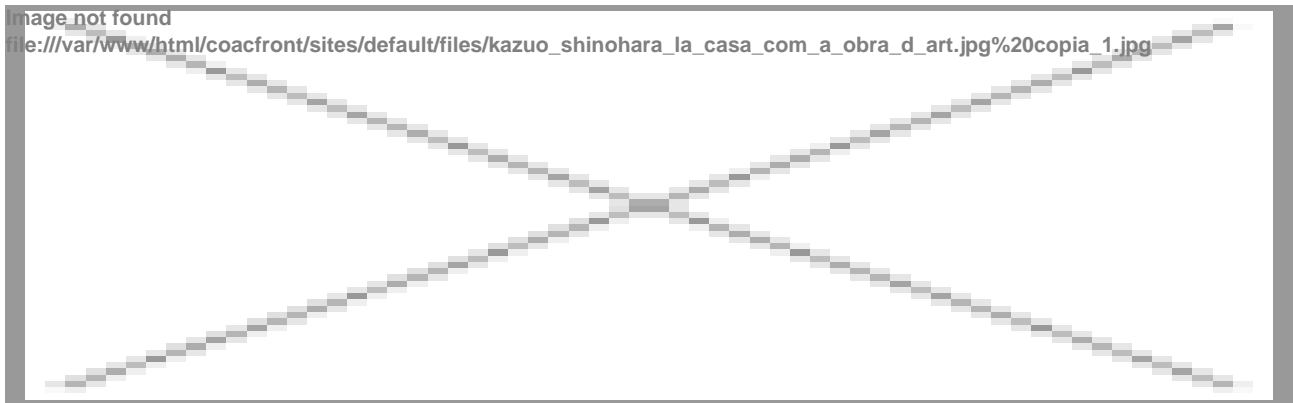 Image not found
file:///var/www/html/coacfront/sites/default/files/kazuo_shinohara_la_casa_com_a_obra_d_art.jpg%20copia_1.jpg